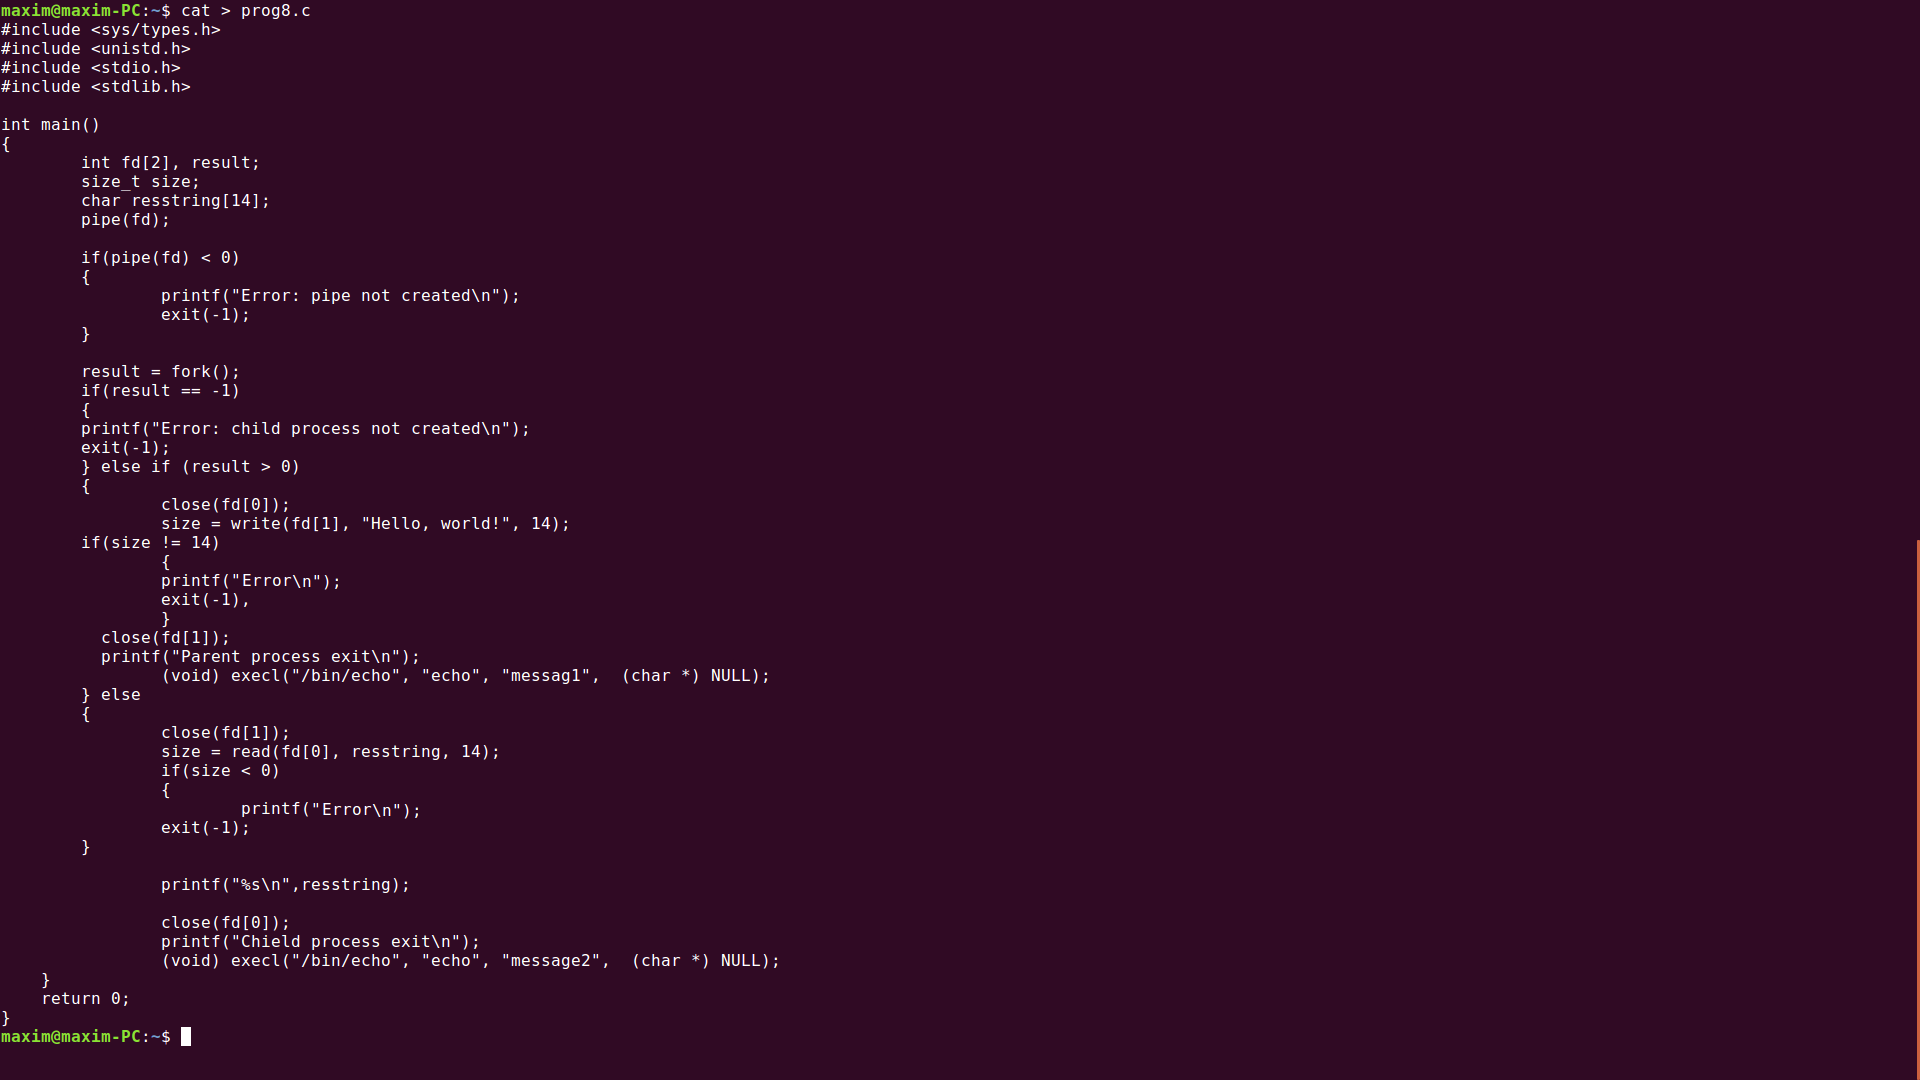 maxim@maxim-PC:~$ cat > prog8.c
#include <sys/types.h>
#include <unistd.h>
#include <stdio.h>
#include <stdlib.h>

int main()
{
        int fd[2], result;
        size_t size;
        char resstring[14];
        pipe(fd);

        if(pipe(fd) < 0)
        {
                printf("Error: pipe not created\n");
                exit(-1);
        }

        result = fork();
        if(result == -1)
        {
        printf("Error: child process not created\n");
        exit(-1);
        } else if (result > 0)
        {
                close(fd[0]);
                size = write(fd[1], "Hello, world!", 14);
        if(size != 14)
                {
                printf("Error\n");
                exit(-1),
                }
          close(fd[1]);
          printf("Parent process exit\n");
                (void) execl("/bin/echo", "echo", "messag1",  (char *) NULL);
        } else
        {
                close(fd[1]);
                size = read(fd[0], resstring, 14);
                if(size < 0)
                {
                        printf("Error\n");
                exit(-1);
        }

                printf("%s\n",resstring);

                close(fd[0]);
                printf("Chield process exit\n");
                (void) execl("/bin/echo", "echo", "message2",  (char *) NULL);
    }
    return 0;
}
maxim@maxim-PC:~$